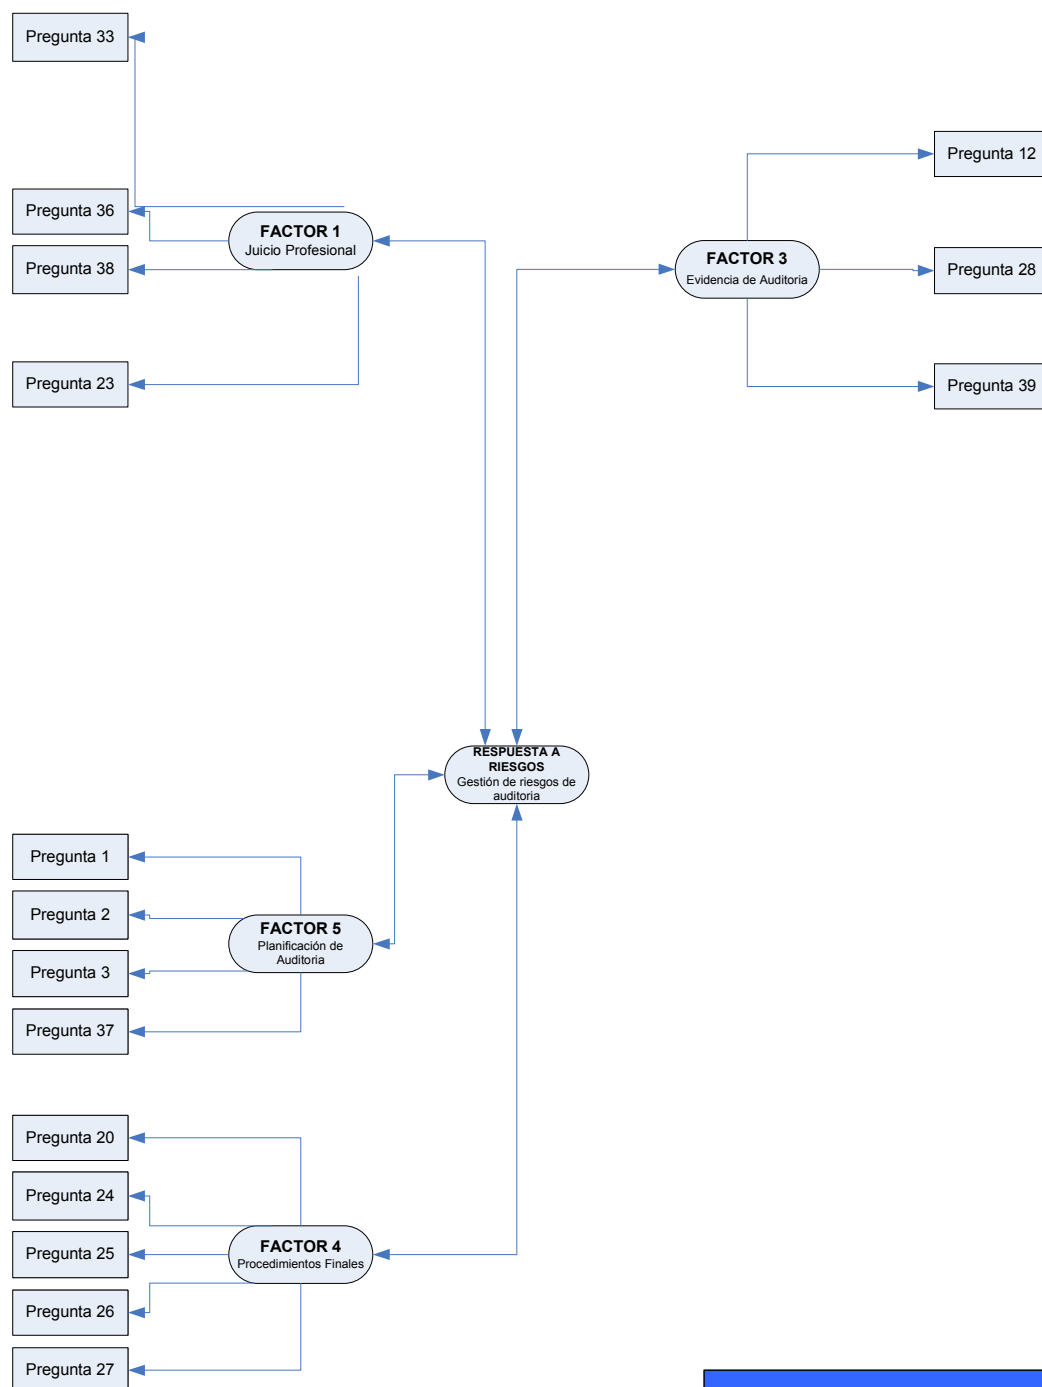 Pregunta 33
Pregunta 12
Pregunta 36
FACTOR 1
Juicio Profesional
Pregunta 38
FACTOR 3
Evidencia de Auditoria
Pregunta 28
Pregunta 23
Pregunta 39
RESPUESTA A
RIESGOS
Gestión de riesgos de
auditoria
Pregunta 1
Pregunta 2
FACTOR 5
Planificación de
Auditoria
Pregunta 3
Pregunta 37
Pregunta 20
Pregunta 24
Pregunta 25
FACTOR 4
Procedimientos Finales
Pregunta 26
Pregunta 27